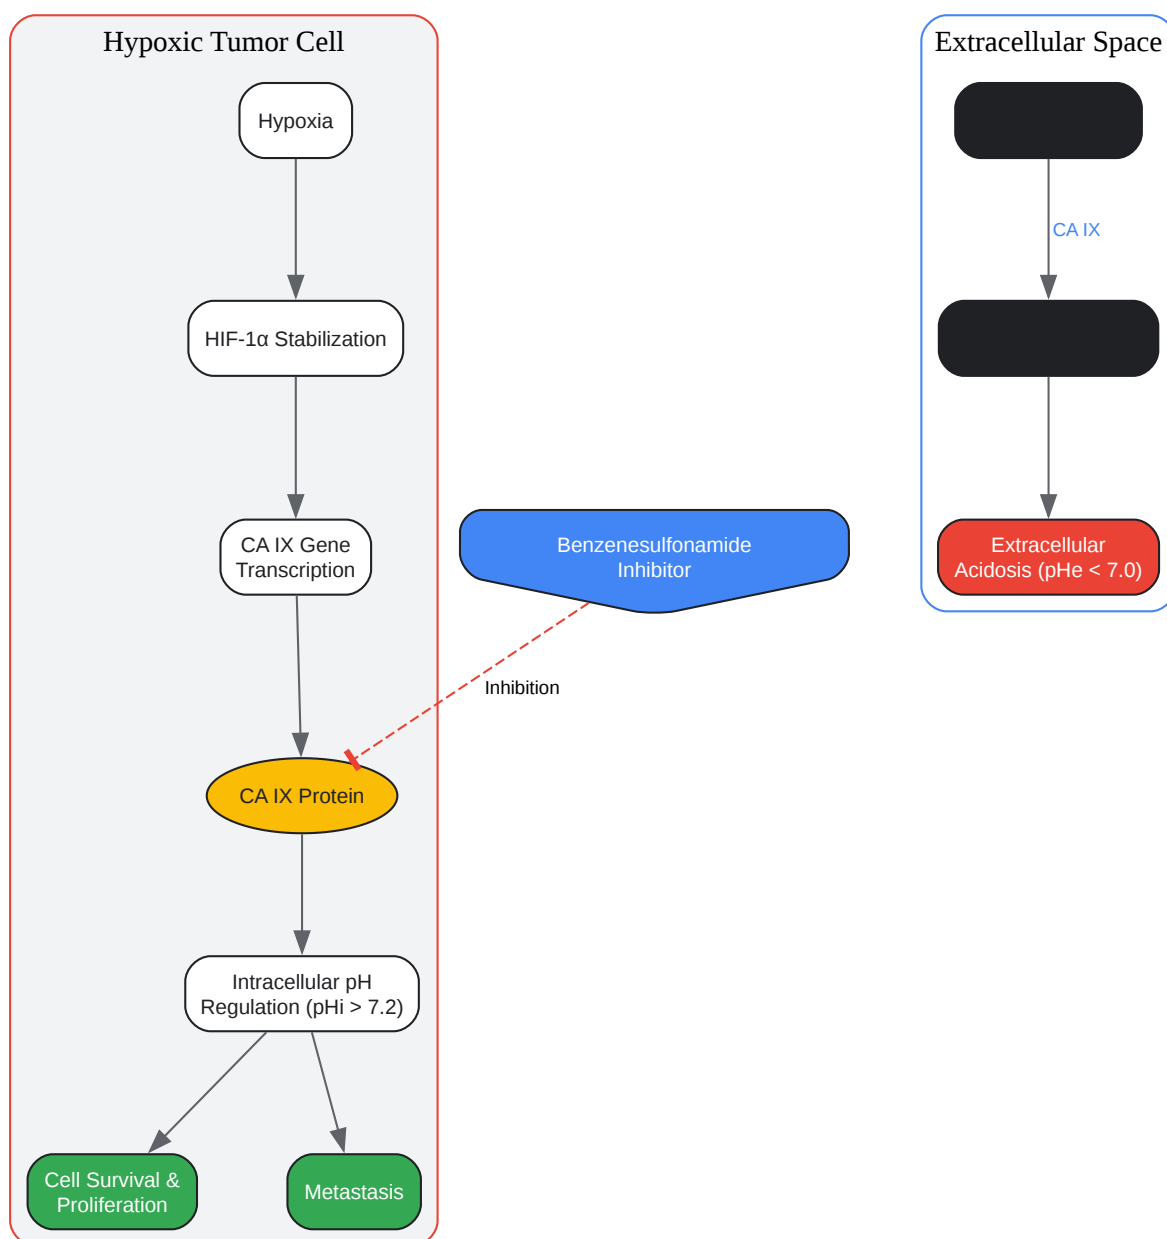 Hypoxic Tumor Cell
Hypoxia
HIF-1α Stabilization
CA IX Gene
Transcription
CA IX Protein
Intracellular pH
Regulation (pHi > 7.2)
Cell Survival &
Proliferation
Metastasis
Benzenesulfonamide
Inhibitor
Inhibition
Extracellular Space
CA IX
Extracellular
Acidosis (pHe < 7.0)